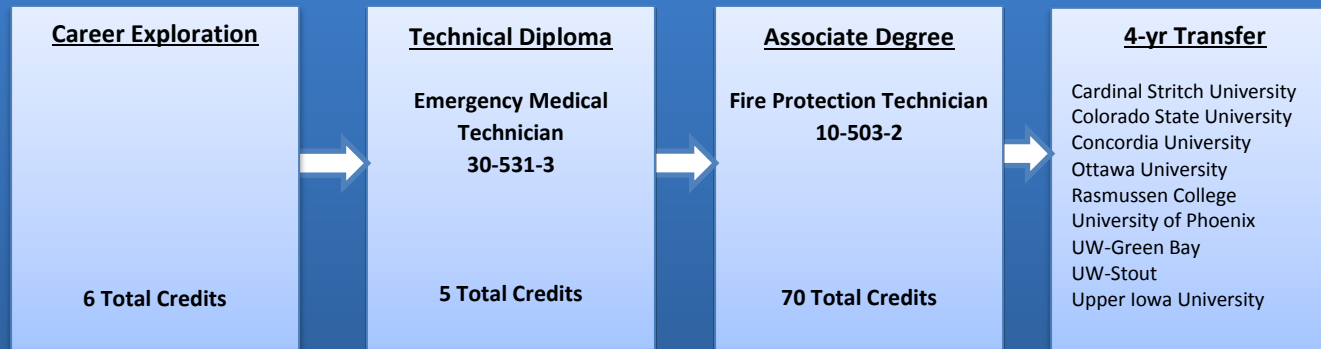 Career Exploration
6 Total Credits
Technical Diploma
Emergency Medical
Technician
30-531-3
5 Total Credits
Associate Degree
Fire Protection Technician
10-503-2
70 Total Credits
4-yr Transfer
Cardinal Stritch University
Colorado State University
Concordia University
Ottawa University
Rasmussen College
University of Phoenix
UW-Green Bay
UW-Stout
Upper Iowa University